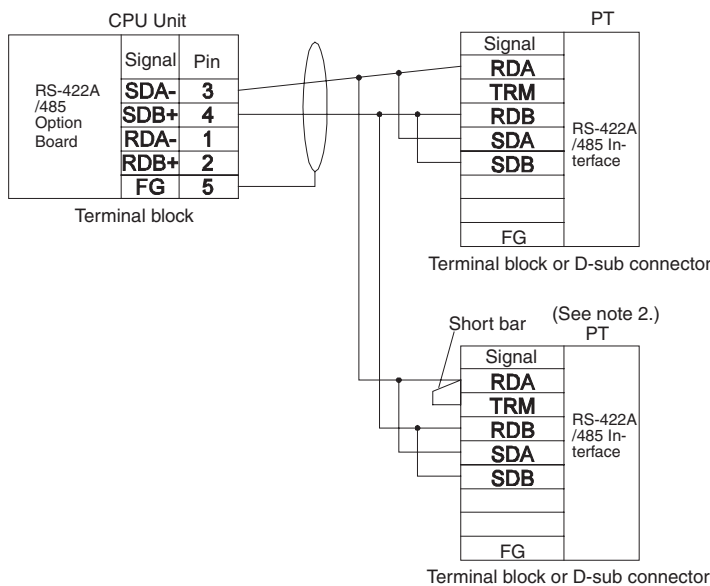 CPU Unit
Signal Pin
RS-422A
/485
Option
Board
SDA- 3
SDB+ 4
RDA- 1
RDB+ 2
FG 5
Terminal block
PT
Signal
RDA
TRM
RDB
SDA
SDB
FG
RS-422A
/485 In-
terface
Terminal block or D-sub connector
Short bar
(See note 2.)
PT
Signal
RDA
TRM
RDB
SDA
SDB
FG
RS-422A
/485 In-
terface
Terminal block or D-sub connector